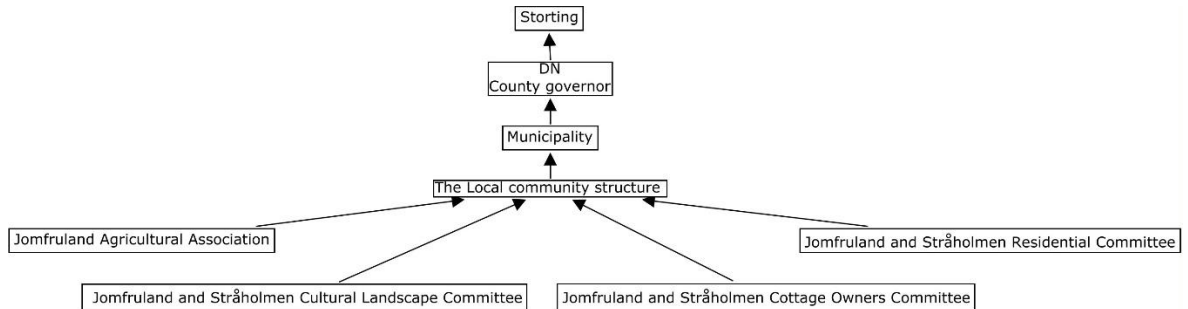 Storting
DN
County governor
Municipality
The Local community structure
Jomfruland Agricultural Association
Jomfruland and Stråholmen Residential Committee
Jomfruland and Stråholmen Cultural Landscape Committee
Jomfruland and Stråholmen Cottage Owners Committee